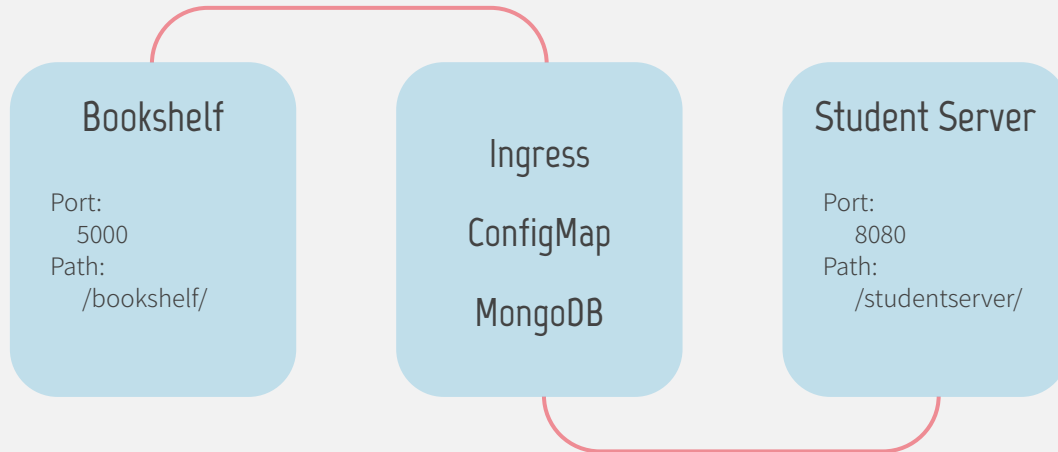 Bookshelf
Port:
5000
Path:
/bookshelf/
Ingress
ConfigMap
MongoDB
Student Server
Port:
8080
Path:
/studentserver/